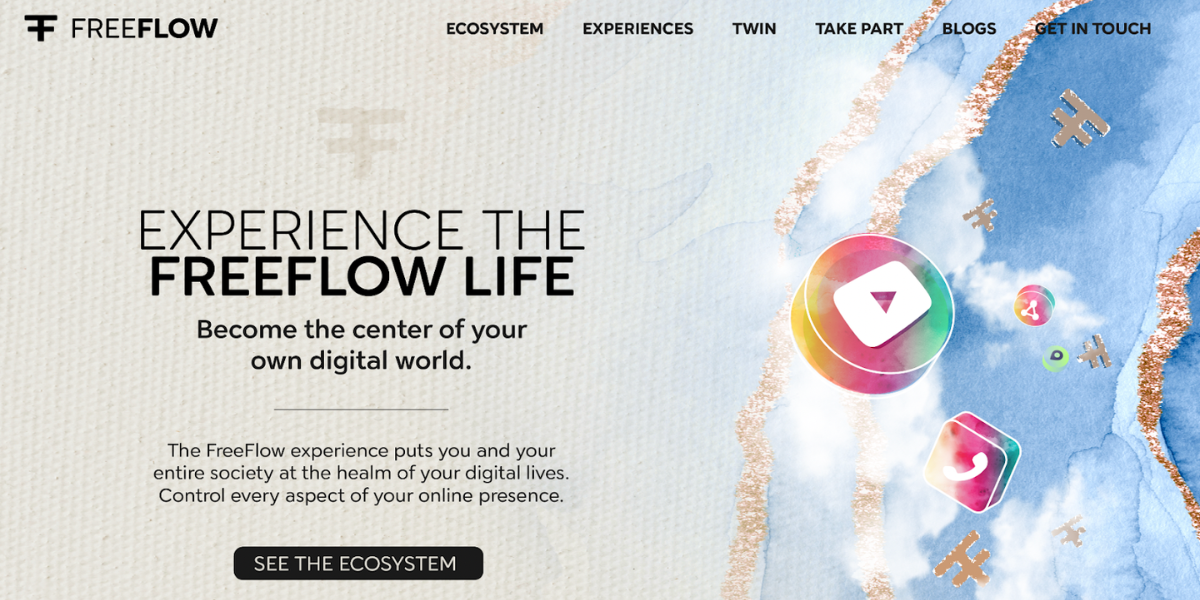 FREEFLOW
ECOSYSTEM EXPERIENCES TWIN TAKE PART BLOGS GET IN TOUCH
EXPERIENCE THE
FREEFLOW LIFE
Become the center of your
own digital world.
The FreeFlow experience puts you and your
entire society at the healm of your digital lives.
Control every aspect of your online presence.
SEE THE ECOSYSTEM